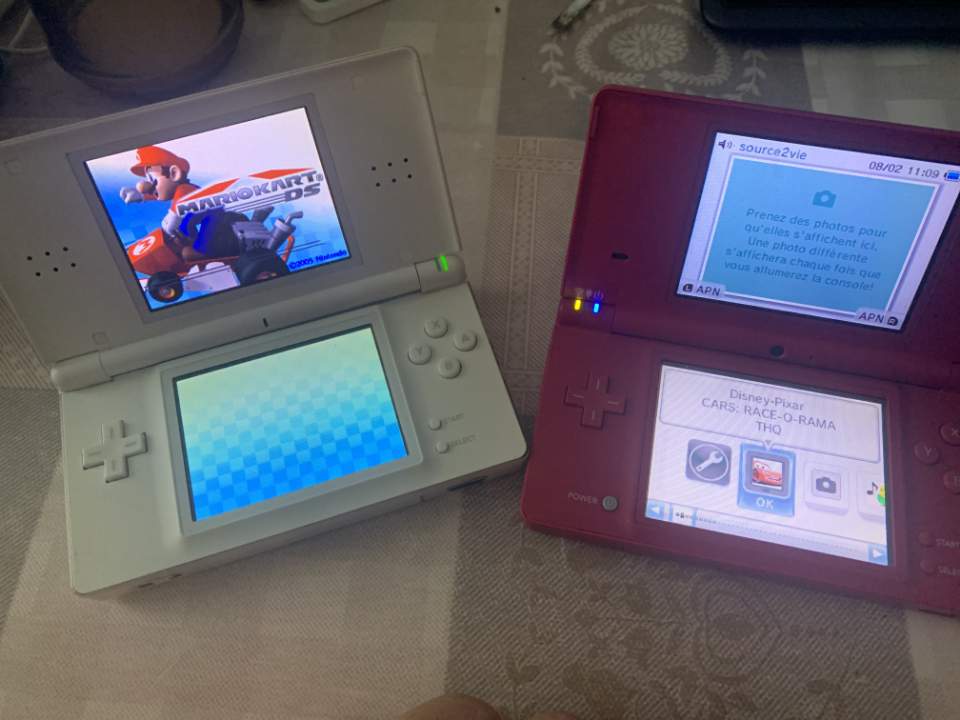 MARIOKART®
DS
©2005 Nintendo
X
A
Y
B
START
SELECT
source2vie
08/02 11:09
Prenez des photos pour
qu'elles s'affichent ici.
Une photo différente
s'affichera chaque fois que
vous allumerez la console!
L APN
APN R
Disney-Pixar
CARS: RACE-O-RAMA
THQ
OK
POWER
X
Y
B
START
SELEC